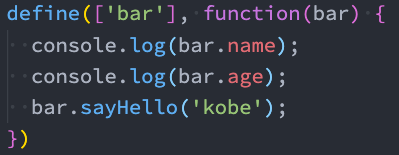 define(['bar'], function(bar) {
  console.log(bar.name);
  console.log(bar.age);
  bar.sayHello('kobe');
})